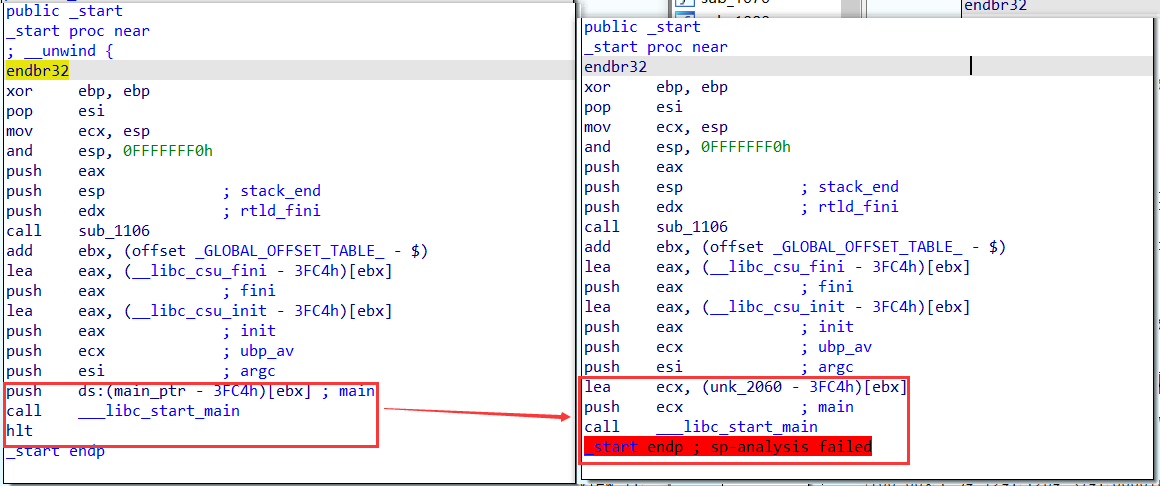 public _start
_start proc near
; __unwind {
endbr32
xor ebp, ebp
pop esi
mov ecx, esp
and esp, 0FFFFFFF0h
push eax
push esp ; stack_end
push edx ; rtld_fini
call sub_1106
add ebx, (offset _GLOBAL_OFFSET_TABLE_ - $)
lea eax, (__libc_csu_fini - 3FC4h)[ebx]
push eax ; fini
lea eax, (__libc_csu_init - 3FC4h)[ebx]
push eax ; init
push ecx ; ubp_av
push esi ; argc
push ds:(main_ptr - 3FC4h)[ebx] ; main
call ___libc_start_main
hlt
_start endp
endbr32
public _start
_start proc near
endbr32
xor ebp, ebp
pop esi
mov ecx, esp
and esp, 0FFFFFFF0h
push eax
push esp ; stack_end
push edx ; rtld_fini
call sub_1106
add ebx, (offset _GLOBAL_OFFSET_TABLE_ - $)
lea eax, (__libc_csu_fini - 3FC4h)[ebx]
push eax ; fini
lea eax, (__libc_csu_init - 3FC4h)[ebx]
push eax ; init
push ecx ; ubp_av
push esi ; argc
lea ecx, (unk_2060 - 3FC4h)[ebx]
push ecx ; main
call ___libc_start_main
_start endp ; sp-analysis failed